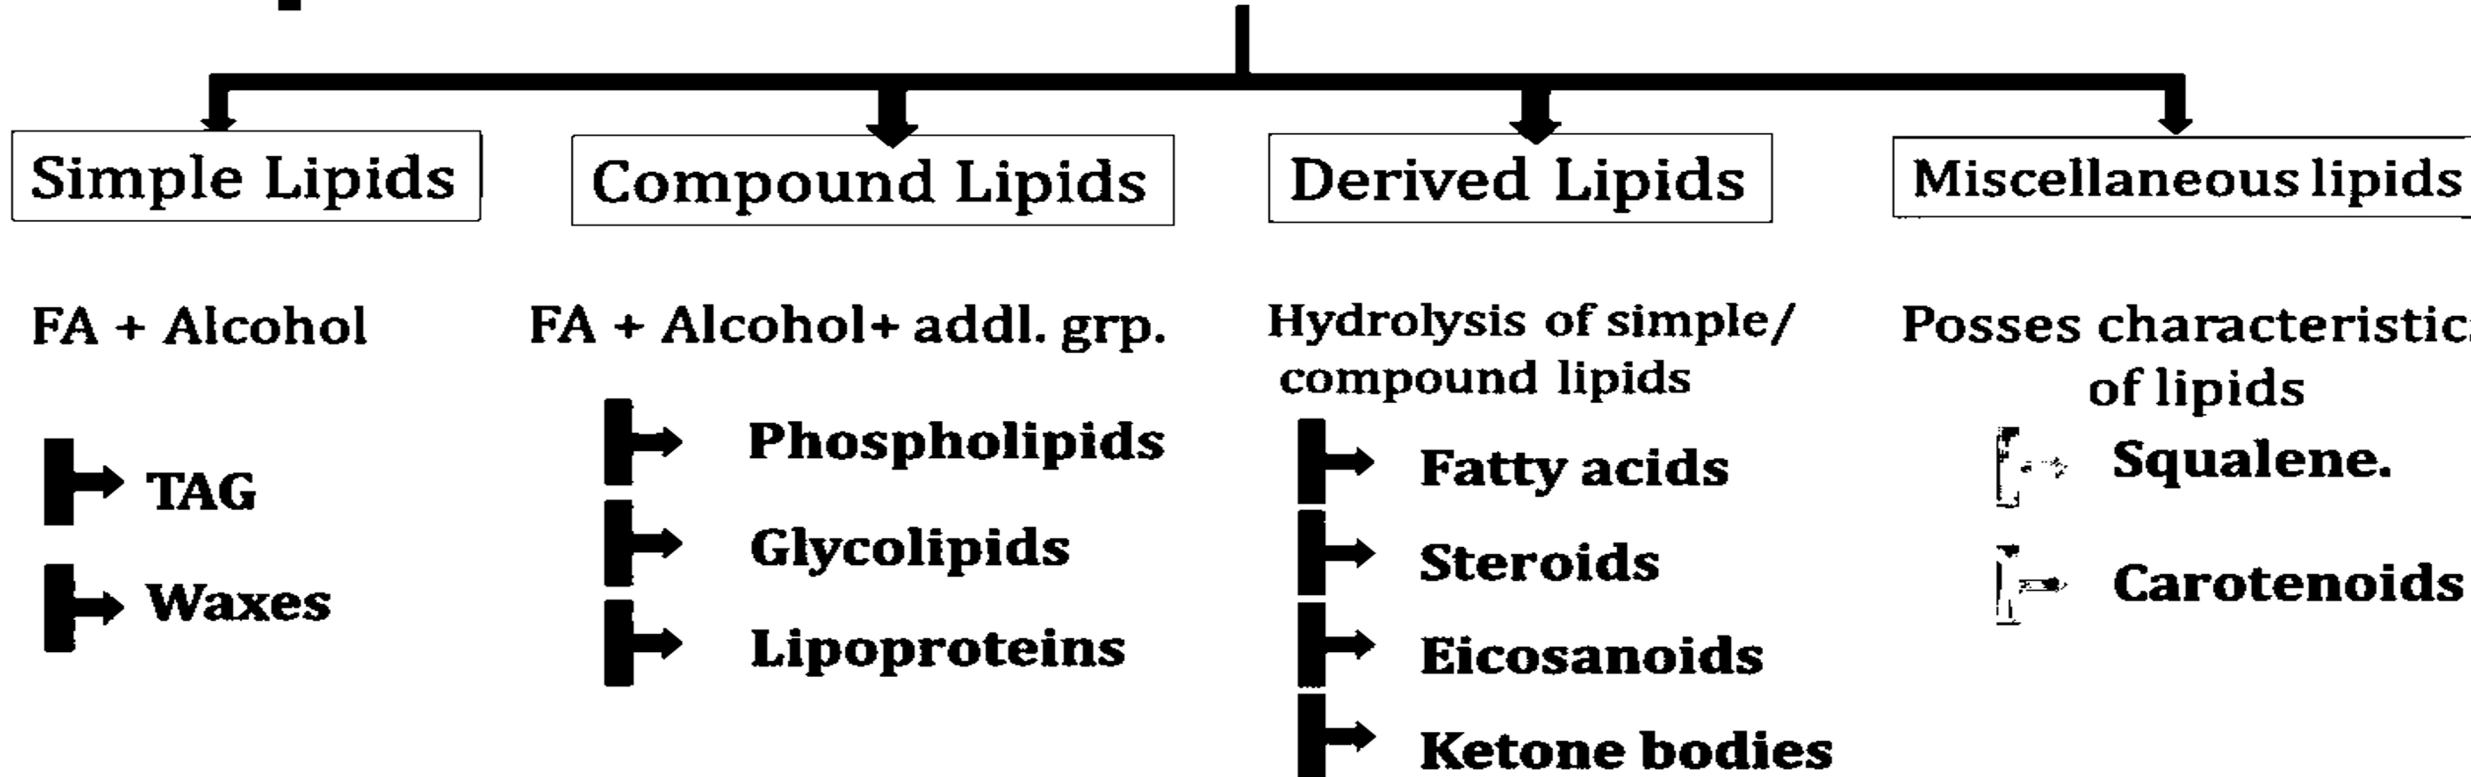 Simple Lipids
FA + Alcohol
TAG
Waxes
Compound Lipids
FA + Alcohol+ addl. grp.
Phospholipids
Glycolipids
Lipoproteins
Derived Lipids
Hydrolysis of simple/
compound lipids
Fatty acids
Steroids
Eicosanoids
Ketone bodies
Miscellaneous lipids
Posses characteristics
of lipids
Squalene.
Carotenoids